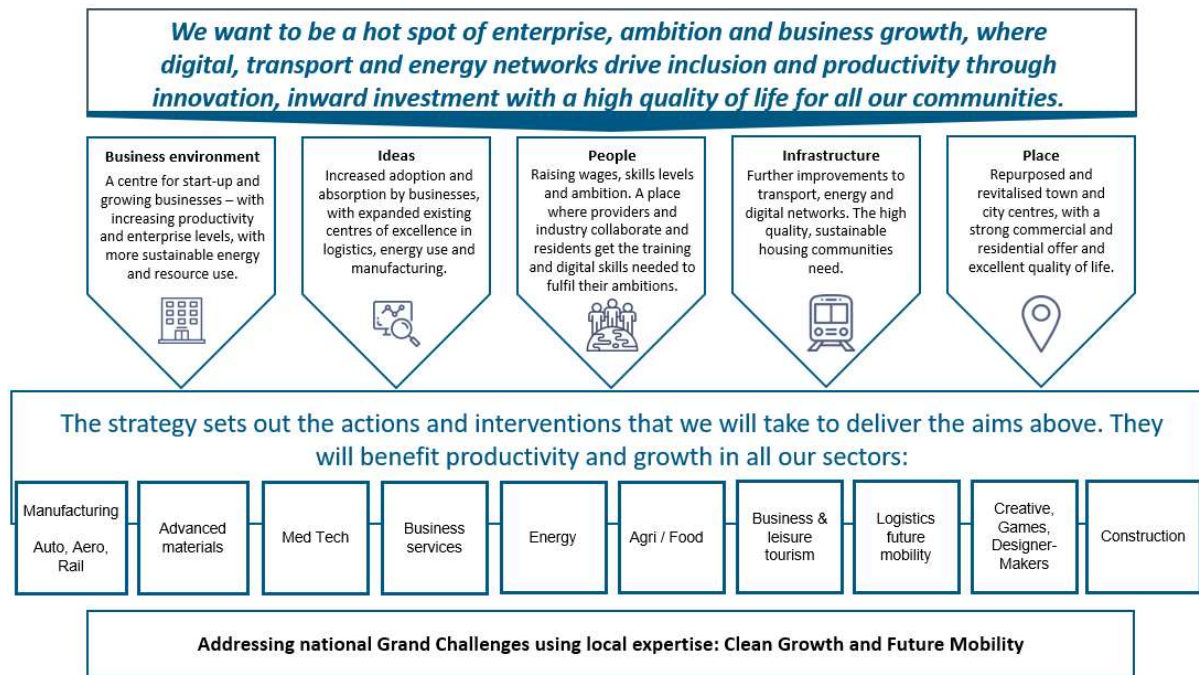 We want to be a hot spot of enterprise, ambition and business growth, where
digital, transport and energy networks drive inclusion and productivity through
innovation, inward investment with a high quality of life for all our communities.
Business environment
A centre for start-up and
growing businesses – with
increasing productivity
and enterprise levels, with
more sustainable energy
and resource use.
Ideas
Increased adoption and
absorption by businesses,
with expanded existing
centres of excellence in
logistics, energy use and
manufacturing.
People
Raising wages, skills levels
and ambition. A place
where providers and
industry collaborate and
residents get the training
and digital skills needed to
fulfil their ambitions.
Infrastructure
Further improvements to
transport, energy and
digital networks. The high
quality, sustainable
housing communities
need.
Place
Repurposed and
revitalised town and
city centres, with a
strong commercial and
residential offer and
excellent quality of life.
The strategy sets out the actions and interventions that we will take to deliver the aims above. They
will benefit productivity and growth in all our sectors:
Manufacturing
Auto, Aero,
Rail
Advanced
materials
Med Tech
Business
services
Energy
Agri / Food
Business &
leisure
tourism
Logistics
future
mobility
Creative,
Games,
Designer-
Makers
Construction
Addressing national Grand Challenges using local expertise: Clean Growth and Future Mobility